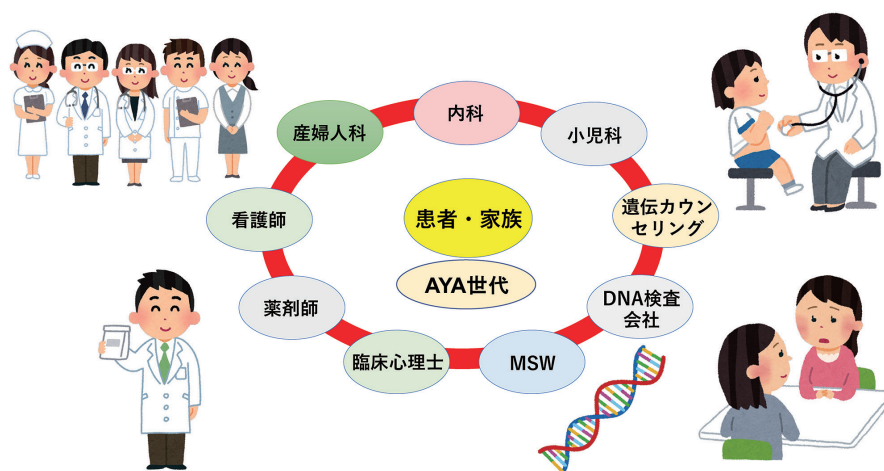 内科
産婦人科
小児科
看護師
患者・家族
遺伝カウン
セリング
AYA世代
薬剤師
DNA検査
会社
臨床心理士
MSW